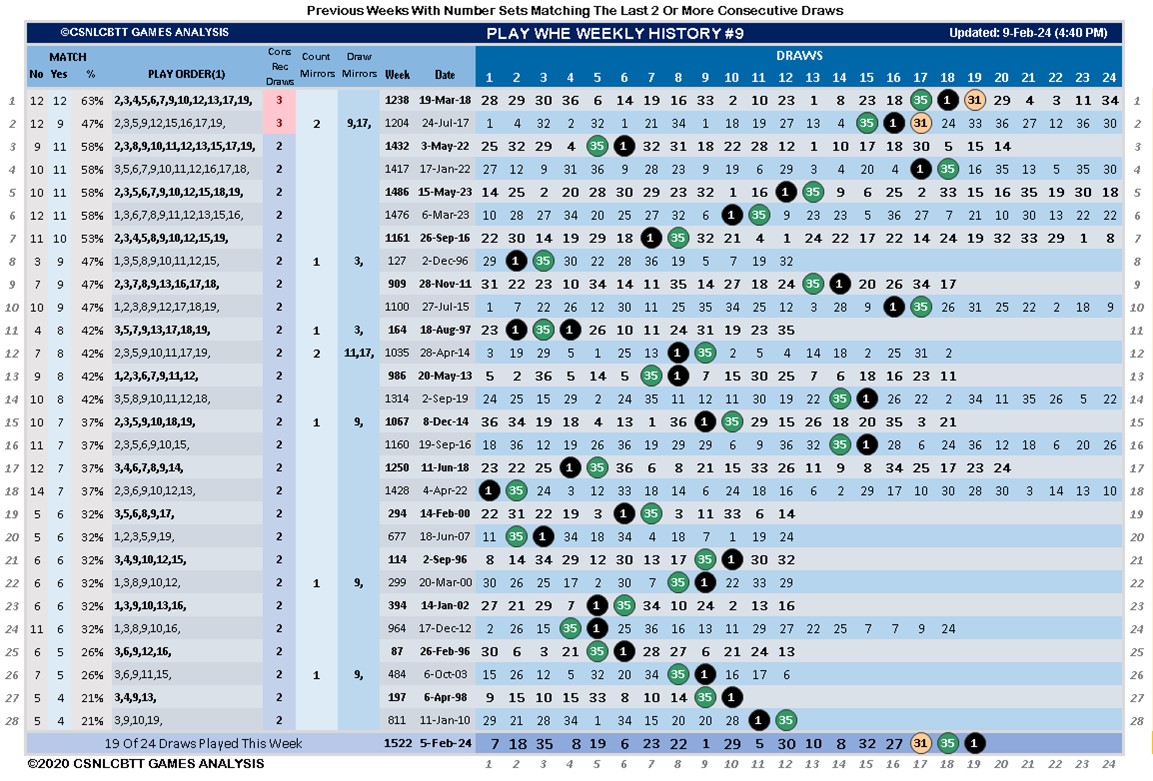 Previous Weeks With Number Sets Matching The Last 2 Or More Consecutive Draws
©CSNLCBTT GAMES ANALYSIS PLAY WHE WEEKLY HISTORY #9 Updated: 9-Feb-24 (4:40 PM)
MATCH Cons Rec Draws Count Mirrors Draw Mirrors DRAWS
No Yes % PLAY ORDER(1) Week Date 1 2 3 4 5 6 7 8 9 10 11 12 13 14 15 16 17 18 19 20 21 22 23 24
1 12 12 63% 2,3,4,5,6,7,9,10,12,13,17,19, 3 1238 19-Mar-18 28 29 30 36 6 14 19 16 33 2 10 23 1 8 23 18 35 1 31 29 4 3 11 34 1
2 12 9 47% 2,3,5,9,12,15,16,17,19, 3 2 9,17, 1204 24-Jul-17 1 4 32 2 32 1 21 34 1 18 19 27 13 4 35 1 31 24 33 36 27 12 36 30 2
3 9 11 58% 2,3,8,9,10,11,12,13,15,17,19, 2 1432 3-May-22 25 32 29 4 35 1 32 31 18 22 28 12 1 10 17 18 30 5 15 14 3
4 10 11 58% 3,5,6,7,9,10,11,12,16,17,18, 2 1417 17-Jan-22 27 12 9 31 36 9 28 23 9 19 16 29 3 4 20 4 1 35 16 35 13 5 35 30 4
5 10 11 58% 2,3,5,6,7,9,10,12,15,18,19, 2 1486 15-May-23 14 25 2 20 28 30 29 23 32 1 16 1 35 9 6 25 2 33 15 16 35 19 30 18 5
6 12 11 58% 1,3,6,7,8,9,11,12,13,15,16, 2 1476 6-Mar-23 10 28 27 34 20 25 27 32 6 1 35 9 23 23 5 36 27 7 21 10 30 13 22 22 6
7 11 10 53% 2,3,4,5,8,9,10,12,15,19, 2 1161 26-Sep-16 22 30 14 19 29 18 1 35 32 21 4 1 24 22 17 22 14 24 19 32 33 29 1 8 7
8 3 9 47% 1,3,5,8,9,10,11,12,15, 2 1 3, 127 2-Dec-96 29 1 35 30 22 28 36 19 5 7 19 32 8
9 7 9 47% 2,3,7,8,9,13,16,17,18, 2 909 28-Nov-11 31 22 23 10 34 14 11 35 14 27 18 24 35 1 20 26 34 17 9
10 10 9 47% 1,2,3,8,9,12,17,18,19, 2 1100 27-Jul-15 1 7 22 26 12 30 11 25 35 34 25 12 3 28 9 1 35 26 31 25 22 2 18 9 10
11 4 8 42% 3,5,7,9,13,17,18,19, 2 1 3, 164 18-Aug-97 23 1 35 1 26 10 11 24 31 19 23 35 11
12 7 8 42% 2,3,5,9,10,11,17,19, 2 2 11,17, 1035 28-Apr-14 3 19 29 5 1 25 13 1 35 2 5 4 14 18 2 25 31 2 12
13 9 8 42% 1,2,3,6,7,9,11,12, 2 986 20-May-13 5 2 36 5 14 5 35 1 7 15 30 25 7 6 15 16 23 11 13
14 10 8 42% 3,5,8,9,10,11,12,18, 2 1314 2-Sep-19 24 25 15 29 2 24 35 11 12 11 30 24 12 35 1 26 22 2 34 11 35 26 5 22 14
15 10 7 37% 2,3,5,9,10,18,19, 2 1 9, 1067 8-Dec-14 36 34 19 18 4 13 1 36 1 35 29 15 26 18 20 35 3 21 15
16 11 7 37% 2,3,5,6,9,10,15, 2 1160 19-Sep-16 18 36 12 19 26 36 19 29 29 6 9 36 32 35 1 28 6 24 36 12 18 6 20 26 16
17 12 7 37% 3,4,6,7,8,9,14, 2 1250 11-Jun-18 23 22 25 1 35 36 6 8 21 15 33 26 11 9 8 34 25 17 23 24 17
18 14 7 37% 2,3,6,9,10,12,13, 2 1428 4-Apr-22 1 35 24 3 12 33 18 14 6 24 18 16 6 2 29 17 10 30 28 30 3 14 13 10 18
19 5 6 32% 3,5,6,8,9,17, 2 294 14-Feb-00 22 31 22 19 3 1 35 3 11 33 6 14 19
20 5 6 32% 1,2,3,5,9,19, 2 677 18-Jun-07 11 35 1 34 18 34 4 18 7 1 19 24 20
21 6 6 32% 3,4,9,10,12,15, 2 114 2-Sep-96 8 14 34 29 12 30 13 17 35 1 30 32 21
22 6 6 32% 1,3,8,9,10,12, 2 1 9, 299 20-Mar-00 30 26 25 17 2 30 7 35 1 22 33 29 22
23 6 6 32% 1,3,9,10,13,16, 2 394 14-Jan-02 27 21 29 7 1 35 34 10 24 2 13 16 23
24 11 6 32% 1,3,8,9,10,16, 2 964 17-Dec-12 2 26 15 35 1 25 36 16 13 11 29 24 22 25 7 7 9 24 24
25 6 5 26% 3,6,9,12,16, 2 87 26-Feb-96 30 6 3 21 35 1 28 27 6 21 24 13 25
26 7 5 26% 3,6,9,11,15, 2 1 9, 484 6-Oct-03 15 26 12 5 32 20 34 35 1 16 17 6 26
27 5 4 21% 3,4,9,13, 2 197 6-Apr-98 9 15 10 15 33 8 10 14 35 1 27
28 5 4 21% 3,9,10,19, 2 811 11-Jan-10 29 21 28 34 1 34 15 20 20 28 1 35 28
19 Of 24 Draws Played This Week 1522 5-Feb-24 7 18 35 8 19 6 23 22 1 29 5 30 10 8 32 27 31 35 1
©2020 CSNLCBTT GAMES ANALYSIS 1 2 3 4 5 6 7 8 9 10 11 12 13 14 15 16 17 18 19 20 21 22 23 24